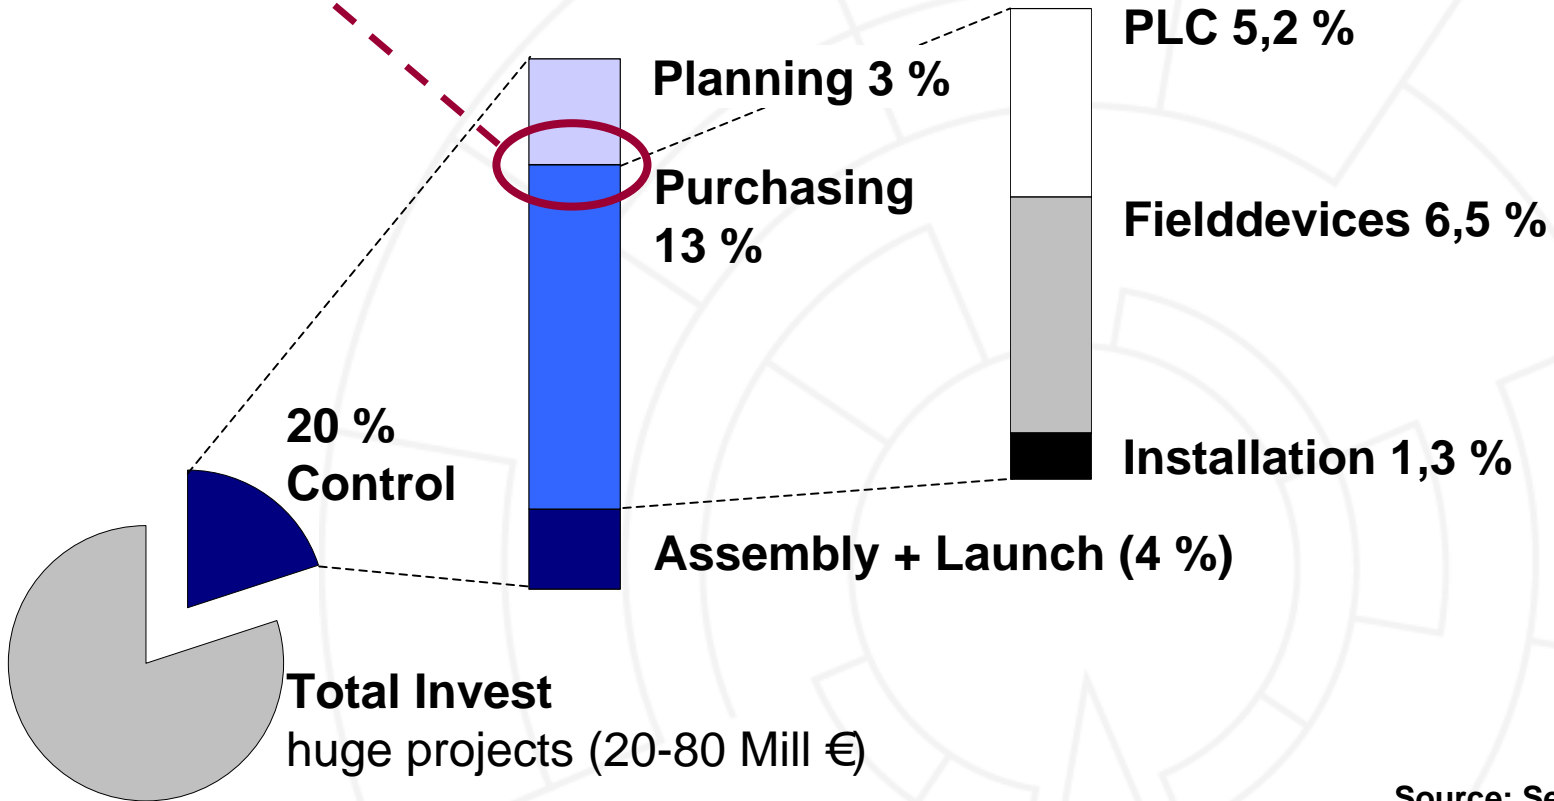 PLC 5,2 %
Planning 3 %
Purchasing
13 %
Fielddevices 6,5 %
20 %
Control
Installation 1,3 %
Assembly + Launch (4 %)
Total Invest
huge projects (20-80 Mill €)
Source: